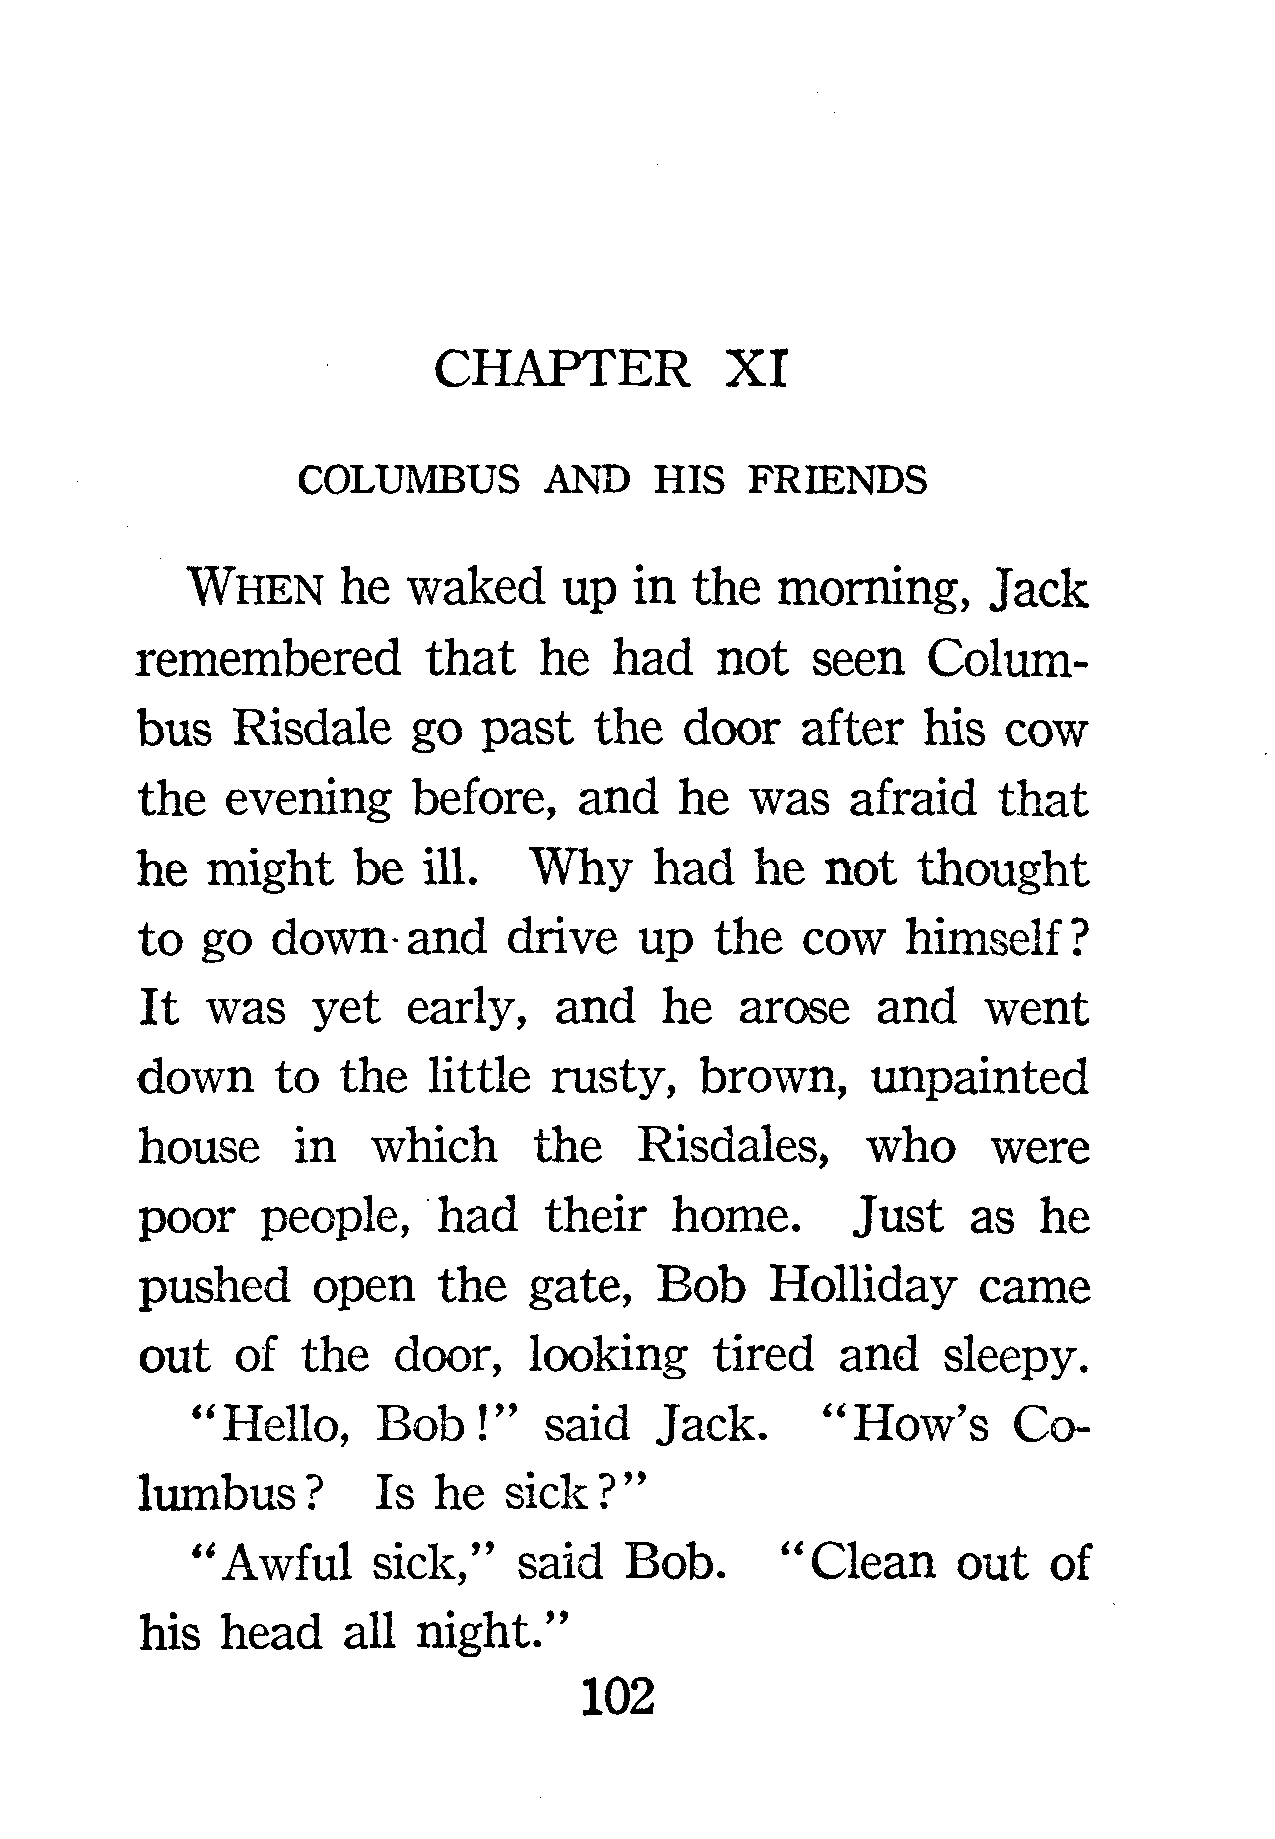 CHAPTER XI
COLUMBUS AND HIS FRIENDS
WHEN he waked up in the morning, Jack
remembered that he had not seen Colum-
bus Risdale go past the door after his cow
the evening before, and he was afraid that
he might be ill. Why had he not thought
to go down and drive up the cow himself?
It was yet early, and he arose and went
down to the little rusty, brown, unpainted
house in which the Risdales, who were
poor people, had their home. Just as he
pushed open the gate, Bob Holliday came
out of the door, looking tired and sleepy.
"Hello, Bob!" said Jack. "How's Co-
lumbus? Is he sick?"
"Awful sick," said Bob. "Clean out of
his head all night."
102